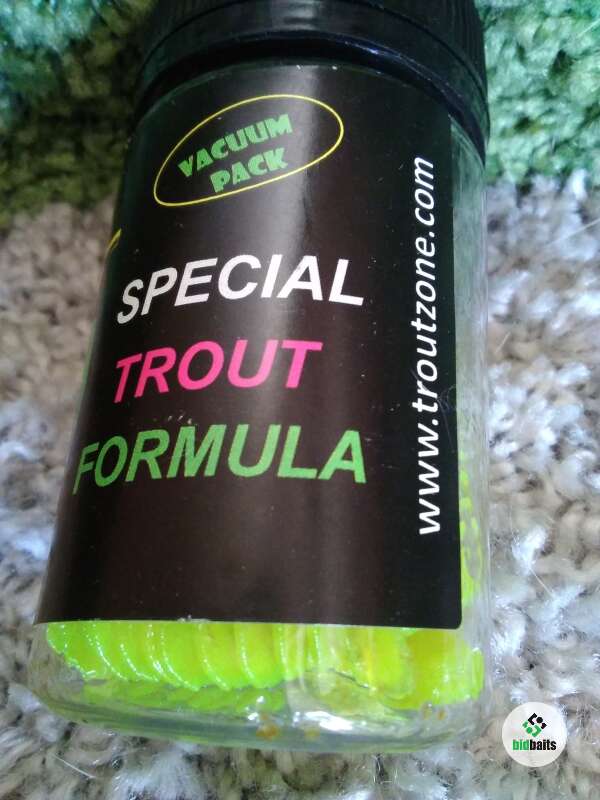 VACUUM
PACK
SPECIAL
TROUT
FORMULA
www.troutzone.com
bidbaits